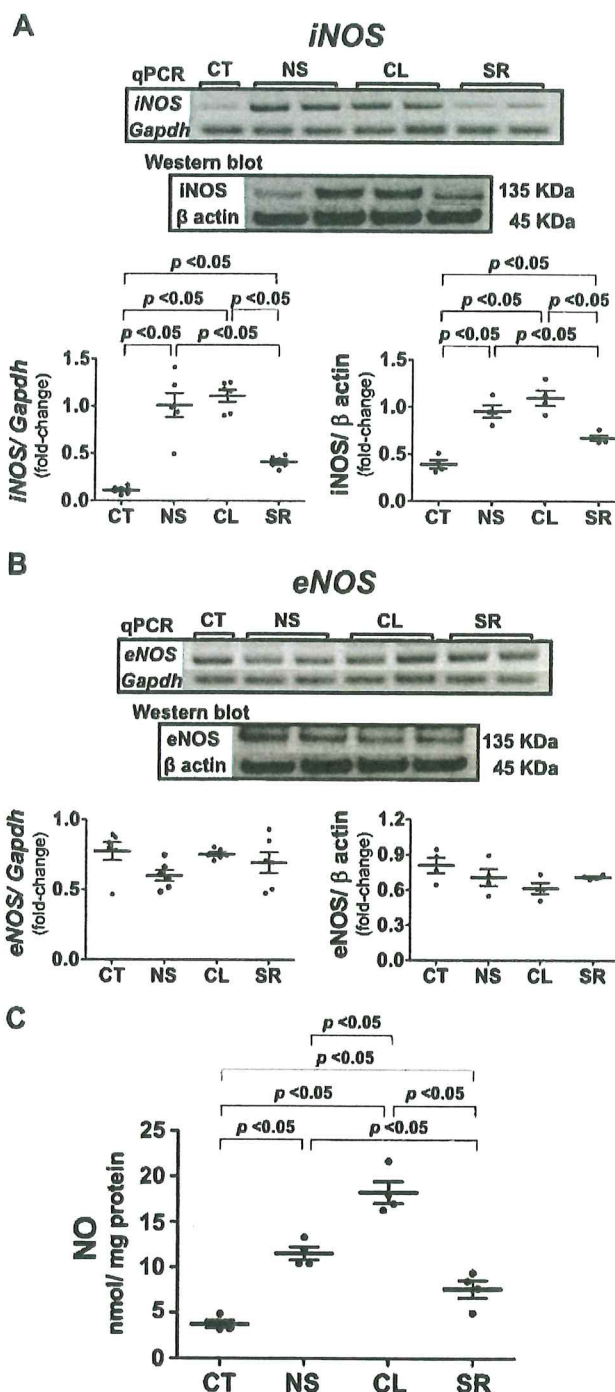 A
iNOS
qPCR CT NS CL SR
iNOS
Gapdh
Western blot
iNOS 135 KDa
β actin 45 KDa
p <0.05
p <0.05 p <0.05
p <0.05 p <0.05
iNOS/ Gapdh
(fold-change)
1.5
1.0
0.5
0.0
CT NS CL SR
p <0.05
p <0.05 p <0.05
p <0.05 p <0.05
iNOS/ β actin
(fold-change)
1.5
1.0
0.5
0.0
CT NS CL SR
B
eNOS
qPCR CT NS CL SR
eNOS
Gapdh
Western blot
eNOS 135 KDa
β actin 45 KDa
eNOS/ Gapdh
(fold-change)
1.0
0.5
0.0
CT NS CL SR
eNOS/ β actin
(fold-change)
1.2
0.9
0.6
0.3
0.0
CT NS CL SR
C
p <0.05
p <0.05
p <0.05 p <0.05
p <0.05 p <0.05
NO
nmol/ mg protein
25
20
15
10
5
0
CT NS CL SR